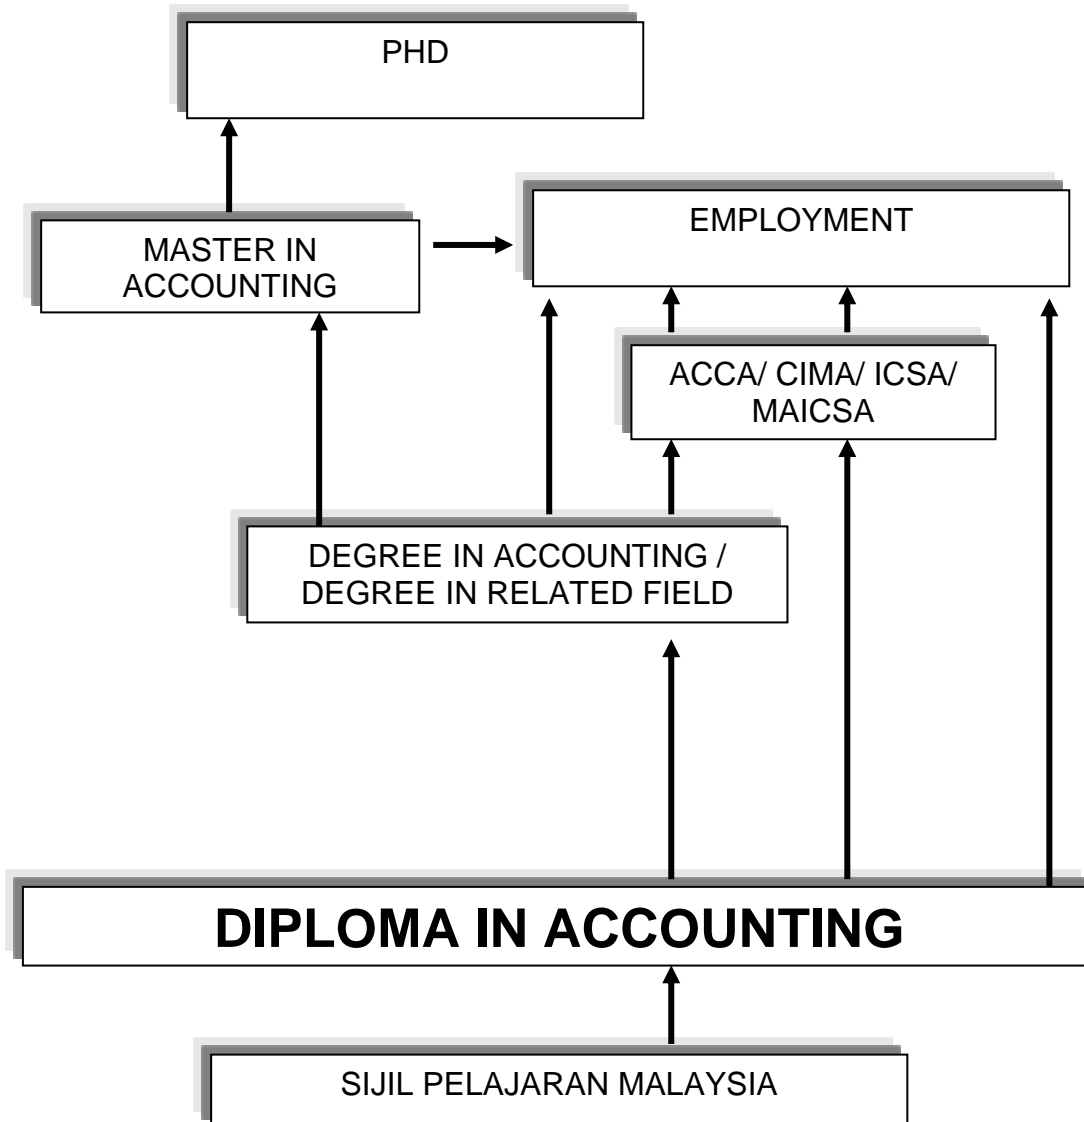 PHD
EMPLOYMENT
MASTER IN
ACCOUNTING
ACCA/ CIMA/ ICSA/
MAICSA
DEGREE IN ACCOUNTING /
DEGREE IN RELATED FIELD
DIPLOMA IN ACCOUNTING
SIJIL PELAJARAN MALAYSIA